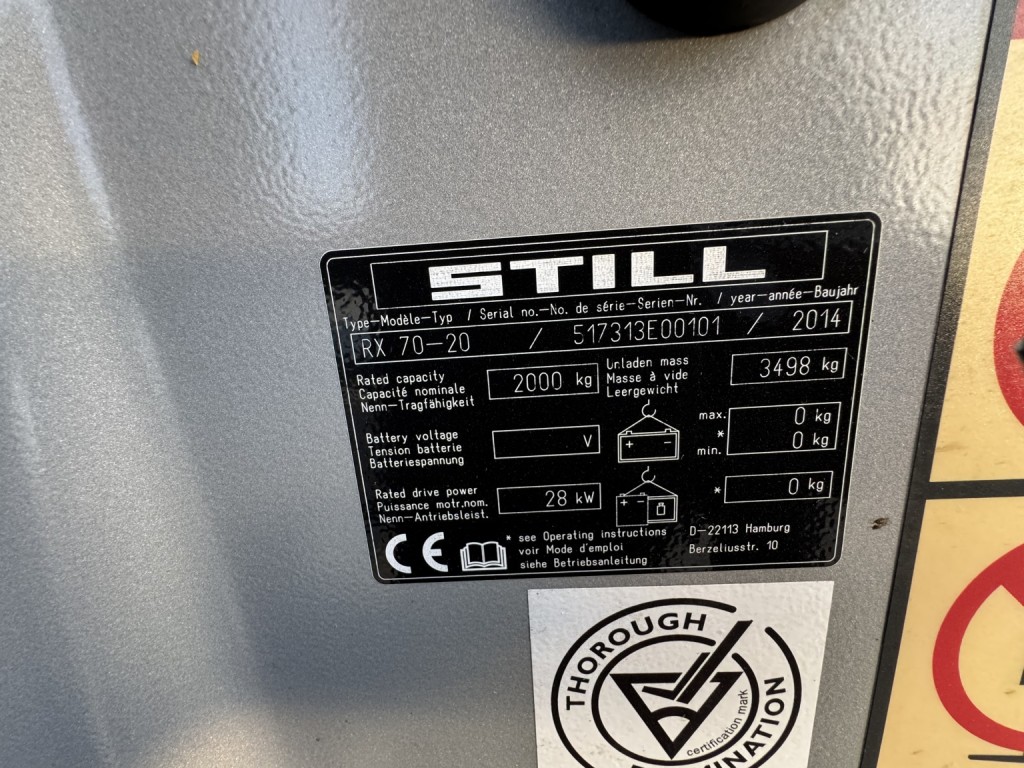 STILL
Type-Modèle-Typ / Serial no.-No. de série-Serien-Nr. / year-année-Baujahr
RX 70-20 / 517313E00101 / 2014
Rated capacity
Capacité nominale
Nenn-Tragfähigkeit
2000 kg
Unladen mass
Masse à vide
Leergewicht
3498 kg
Battery voltage
Tension batterie
Batteriespannung
V
+ -
max. 0 kg
*
min. 0 kg
Rated drive power
Puissance motr.nom.
Nenn-Antriebsleist.
28 kW
+ -
* 0 kg
CE
* see Operating instructions
voir Mode d'emploi
siehe Betriebsanleitung
D-22113 Hamburg
Berzeliusstr. 10
THOROUGH
certification mark